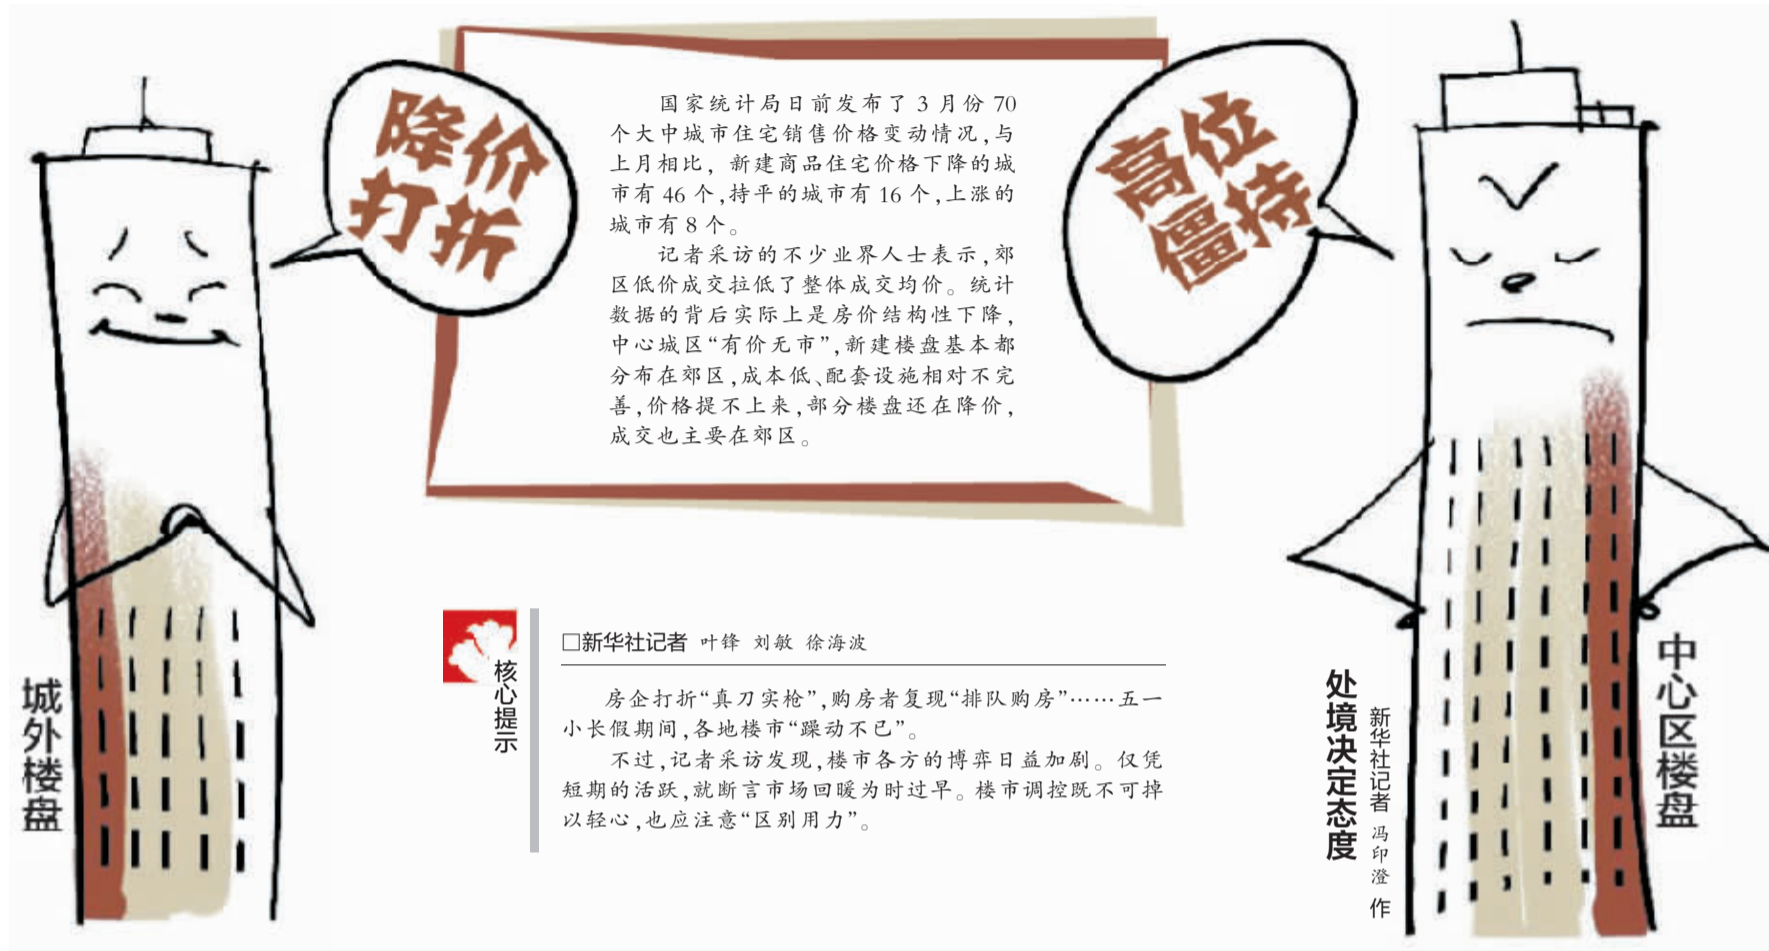 降价
打折
国家统计局日前发布了 3 月份 70
个大中城市住宅销售价格变动情况,与
上月相比, 新建商品住宅价格下降的城
市有 46 个,持平的城市有 16 个,上涨的
城市有 8 个。
记者采访的不少业界人士表示,郊
区低价成交拉低了整体成交均价。统计
数据的背后实际上是房价结构性下降,
中心城区“有价无市”,新建楼盘基本都
分布在郊区,成本低、配套设施相对不完
善,价格提不上来,部分楼盘还在降价,
成交也主要在郊区。
高位
僵持
城外楼盘
核心提示
□新华社记者 叶锋 刘敏 徐海波
房企打折“真刀实枪”,购房者复现“排队购房”……五一
小长假期间,各地楼市“躁动不已”。
不过,记者采访发现,楼市各方的博弈日益加剧。仅凭
短期的活跃,就断言市场回暖为时过早。楼市调控既不可掉
以轻心,也应注意“区别用力”。
处境决定态度
新华社记者 冯印澄 作
中心区楼盘